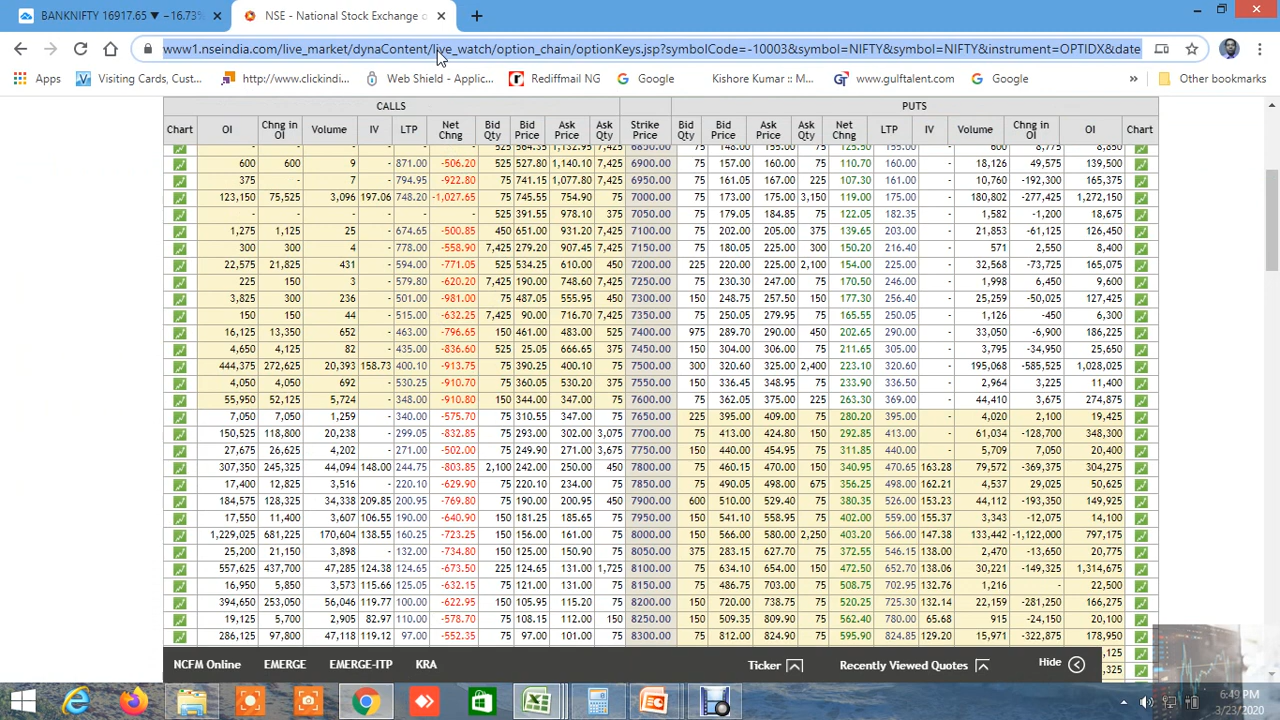 BANKNIFTY 16917.65 ▼ −16.73% × NSE - National Stock Exchange o × +
www1.nseindia.com/live_market/dynaContent/live_watch/option_chain/optionKeys.jsp?symbolCode=-10003&symbol=NIFTY&symbol=NIFTY&instrument=OPTIDX&date
Apps Visiting Cards, Cust... http://www.clickindi... Web Shield - Applic... Rediffmail NG Google Kishore Kumar :: M... www.gulftalent.com Google » Other bookmarks
CALLS PUTS
Chart OI Chng in OI Volume IV LTP Net Chng Bid Qty Bid Price Ask Price Ask Qty Strike Price Bid Qty Bid Price Ask Price Ask Qty Net Chng LTP IV Volume Chng in OI OI Chart
- - - - - - 525 564.35 1,132.95 7,425 6850.00 75 148.00 155.00 75 125.50 155.00 - 600 8,775 8,850
600 600 9 - 871.00 -506.20 525 527.80 1,140.10 7,425 6900.00 75 157.00 160.00 75 110.70 160.00 - 18,126 49,575 139,500
375 - 7 - 794.95 -922.80 525 741.15 1,077.80 7,425 6950.00 75 161.05 167.00 225 107.30 161.00 - 10,760 -192,300 165,375
123,150 75,525 3,096 197.06 748.20 -1,027.65 75 745.55 754.90 75 7000.00 75 173.00 175.00 3,150 119.00 175.00 - 180,802 -277,425 1,272,150
- - - - - - 525 391.55 978.10 375 7050.00 75 179.05 184.85 75 122.05 182.35 - 1,582 -1,200 18,675
1,275 1,125 25 - 674.65 -500.85 450 651.00 931.20 7,425 7100.00 75 202.00 205.00 375 139.65 203.00 - 21,853 -61,125 126,450
300 300 4 - 778.00 -558.90 7,425 279.20 907.45 7,425 7150.00 75 180.05 225.00 300 150.20 216.40 - 571 2,550 8,400
22,575 21,825 431 - 594.00 -771.05 525 534.25 610.00 450 7200.00 225 220.00 225.00 2,100 154.00 225.00 - 32,568 -73,725 165,075
225 150 3 - 579.80 -620.20 7,425 190.00 748.60 7,425 7250.00 75 230.30 247.00 75 170.50 246.00 - 1,998 6,450 9,600
3,825 300 236 - 501.00 -981.00 75 487.05 555.95 450 7300.00 150 248.75 257.50 150 177.30 256.40 - 25,259 -50,025 127,425
150 150 44 - 515.00 -632.25 7,425 90.00 716.70 7,425 7350.00 75 250.05 279.95 75 165.55 250.05 - 1,126 -450 6,300
16,125 13,350 652 - 463.00 -796.65 150 461.00 483.00 525 7400.00 975 289.70 290.00 450 202.65 290.00 - 33,050 -6,900 186,225
4,650 4,125 82 - 435.00 -836.60 525 25.05 666.65 375 7450.00 150 304.00 306.00 75 211.65 305.00 - 3,795 -34,950 25,650
444,375 272,625 20,393 158.73 400.10 -913.75 75 390.25 400.10 75 7500.00 300 320.60 325.00 2,400 223.10 320.60 - 195,068 -585,525 1,028,025
4,050 4,050 692 - 530.25 -910.70 75 360.05 530.20 375 7550.00 150 336.45 348.95 75 233.90 336.50 - 2,964 3,225 11,400
55,950 52,125 5,724 - 348.00 -910.80 150 344.00 347.00 75 7600.00 75 362.05 375.00 225 263.30 369.00 - 44,410 3,675 274,875
7,050 7,050 1,259 - 340.00 -575.70 75 310.55 347.00 75 7650.00 225 395.00 409.00 75 280.20 395.00 - 4,020 2,100 19,425
150,525 118,800 20,238 - 299.05 -832.85 75 293.00 302.00 3,075 7700.00 75 413.00 424.80 150 292.85 413.00 - 61,034 -128,700 348,300
27,675 26,625 4,202 - 271.00 -502.00 75 249.90 271.00 3,675 7750.00 150 440.00 454.95 75 311.85 440.00 - 5,709 7,050 20,400
307,350 245,325 44,094 148.00 244.75 -803.85 2,100 242.00 250.00 450 7800.00 75 460.15 470.00 150 340.95 470.65 163.28 79,572 -369,375 304,275
17,400 12,825 3,516 - 220.10 -629.90 75 220.10 234.00 75 7850.00 75 490.05 498.00 675 356.25 498.00 162.21 4,537 29,025 50,625
184,575 128,325 34,338 209.85 200.95 -769.80 75 190.00 200.95 450 7900.00 600 510.00 529.40 75 380.35 526.00 153.23 44,112 -193,350 149,925
17,550 11,400 3,607 106.55 190.00 -640.90 150 181.25 185.65 75 7950.00 150 541.10 558.95 75 402.00 559.00 155.37 3,343 -12,075 14,100
1,229,025 681,225 170,604 138.55 160.25 -723.25 150 156.00 161.00 75 8000.00 150 566.00 580.00 2,250 403.20 566.00 147.38 133,442 -1,122,000 797,175
25,200 21,150 3,898 - 132.00 -734.80 150 125.00 150.90 75 8050.00 375 283.15 627.70 75 372.55 546.15 138.00 2,470 -13,650 20,775
557,625 437,700 47,285 124.38 124.65 -673.50 225 124.65 131.00 1,725 8100.00 75 634.10 654.00 150 472.50 652.70 138.06 30,221 -149,325 1,314,675
16,950 5,850 3,573 115.66 125.05 -632.15 75 121.00 131.00 75 8150.00 75 486.75 703.00 75 508.75 702.95 132.76 1,216 - 22,500
394,650 253,050 56,046 119.77 100.00 -622.95 150 105.95 115.20 75 8200.00 150 720.00 738.75 150 520.25 725.30 132.14 22,159 -281,250 166,275
19,125 5,700 2,905 82.97 110.00 -578.70 75 108.15 112.00 150 8250.00 150 509.35 809.90 75 562.40 780.00 65.68 915 -24,150 20,100
286,125 97,800 47,118 119.12 97.00 -552.35 75 97.00 101.00 75 8300.00 75 812.00 824.90 75 595.90 824.85 129.20 15,971 -322,875 178,950
NCFM Online EMERGE EMERGE-ITP KRA Ticker Recently Viewed Quotes Hide
6:49 PM
3/23/2020